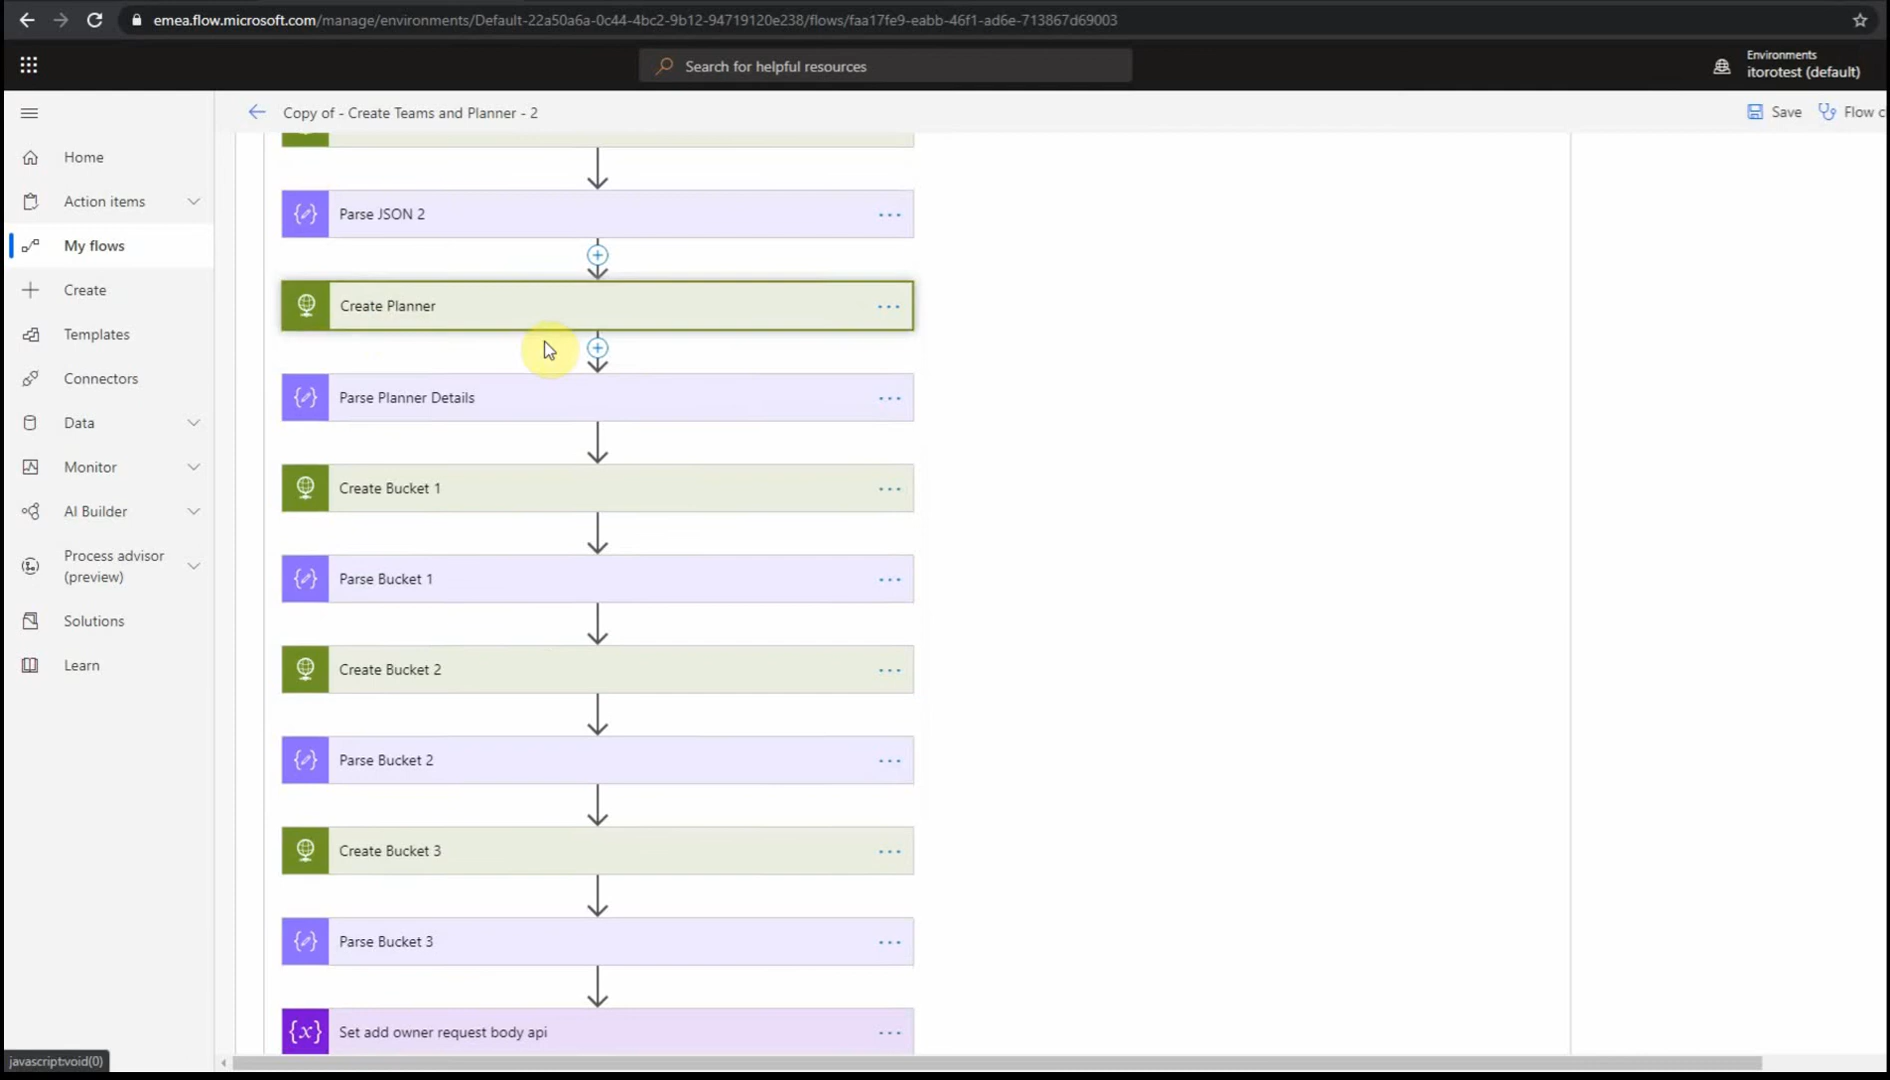 emea.flow.microsoft.com/manage/environments/Default-22a50a6a-0c44-4bc2-9b12-94719120e238/flows/faa17fe9-eabb-46f1-ad6e-713867d69003
Search for helpful resources
Environments
itorotest (default)
Copy of - Create Teams and Planner - 2
Save
Flow c
Home
Action items
My flows
Create
Templates
Connectors
Data
Monitor
AI Builder
Process advisor
(preview)
Solutions
Learn
Parse JSON 2
Create Planner
Parse Planner Details
Create Bucket 1
Parse Bucket 1
Create Bucket 2
Parse Bucket 2
Create Bucket 3
Parse Bucket 3
{x} Set add owner request body api
javascript:void(0)